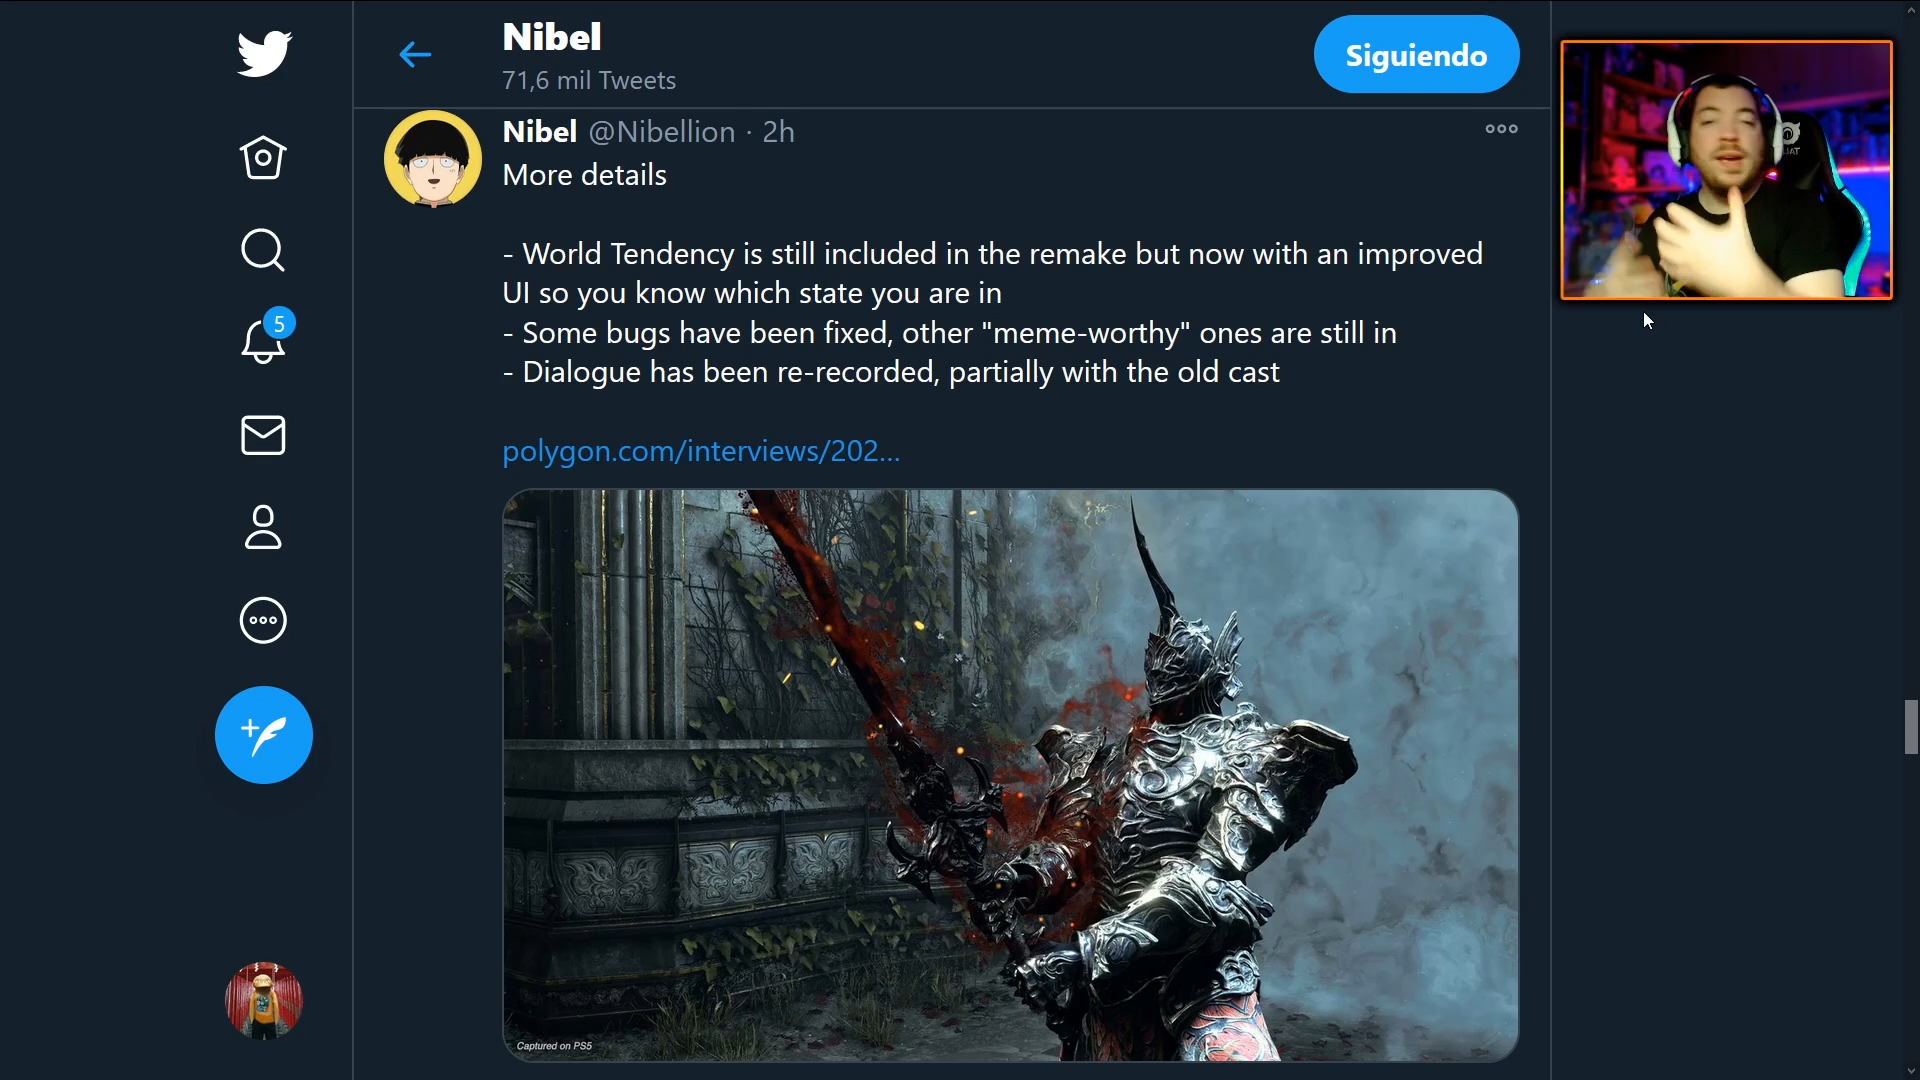 Nibel
71,6 mil Tweets
Siguiendo
Nibel @Nibellion · 2h
More details
- World Tendency is still included in the remake but now with an improved
UI so you know which state you are in
- Some bugs have been fixed, other "meme-worthy" ones are still in
- Dialogue has been re-recorded, partially with the old cast
polygon.com/interviews/202...
5
Captured on PS5